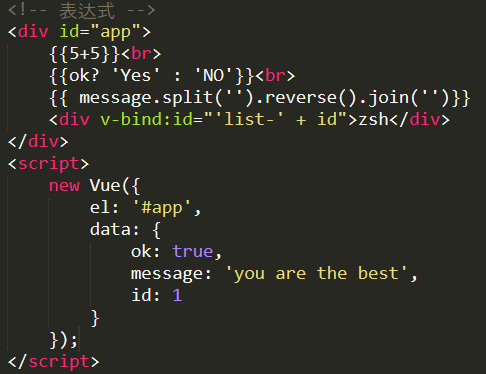 <!-- 表达式 -->
<div id="app">
    {{5+5}}<br>
    {{ok? 'Yes' : 'NO'}}<br>
    {{ message.split('').reverse().join('')}}
    <div v-bind:id="'list-' + id">zsh</div>
</div>
<script>
    new Vue({
        el: '#app',
        data: {
            ok: true,
            message: 'you are the best',
            id: 1
        }
    });
</script>